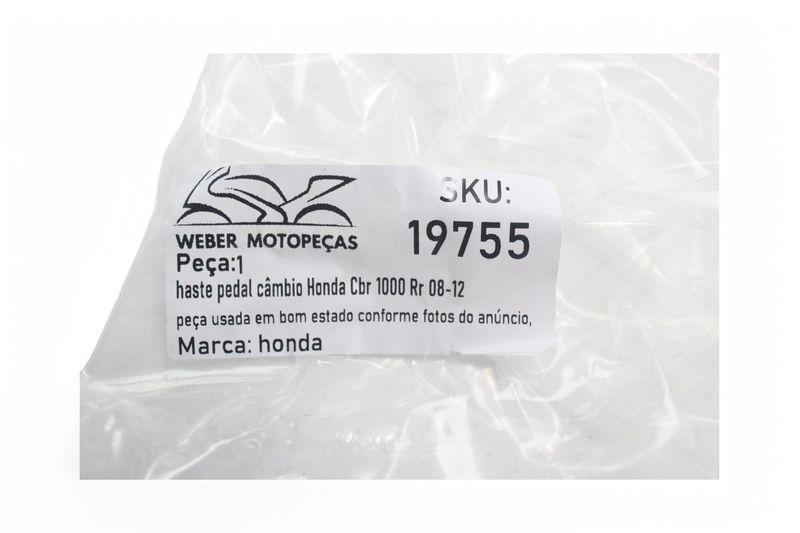 WEBER MOTOPEÇAS
SKU:
19755
Peça:1
haste pedal câmbio Honda Cbr 1000 Rr 08-12
peça usada em bom estado conforme fotos do anúncio,
Marca: honda